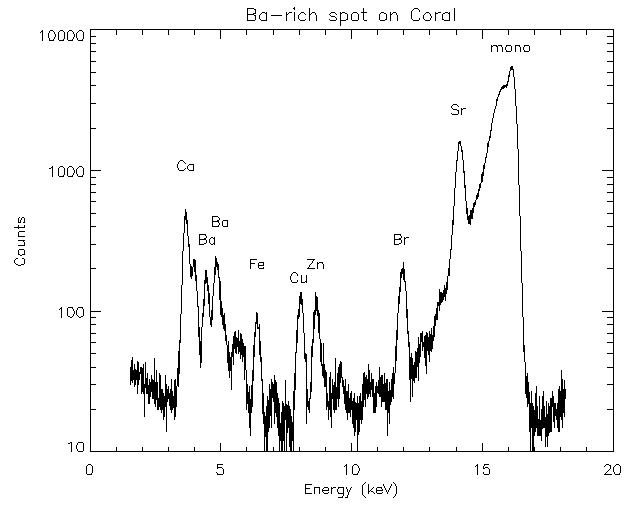 Ba-rich spot on Coral
10000
1000
100
10
Counts
mono
Sr
Ca
Ba
Ba
Fe
Cu
Zn
Br
0 5 10 15 20
Energy (keV)